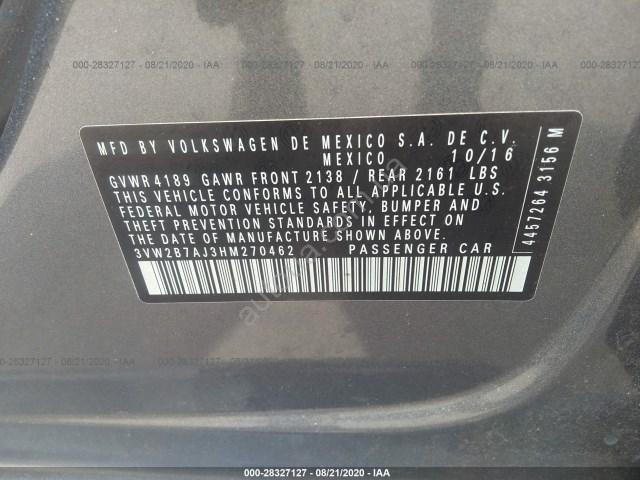 000-28327127 - 08/21/2020 - IAA
MFD BY VOLKSWAGEN DE MEXICO S.A. DE C.V.
MEXICO 10/16
GVWR4189 GAWR FRONT 2138 / REAR 2161 LBS
THIS VEHICLE CONFORMS TO ALL APPLICABLE U.S.
FEDERAL MOTOR VEHICLE SAFETY, BUMPER AND
THEFT PREVENTION STANDARDS IN EFFECT ON
THE DATE OF MANUFACTURE SHOWN ABOVE.
3VW2B7AJ3HM270462 PASSENGER CAR
4457264 3156 M
000-28327127 - 08/21/2020 - IAA